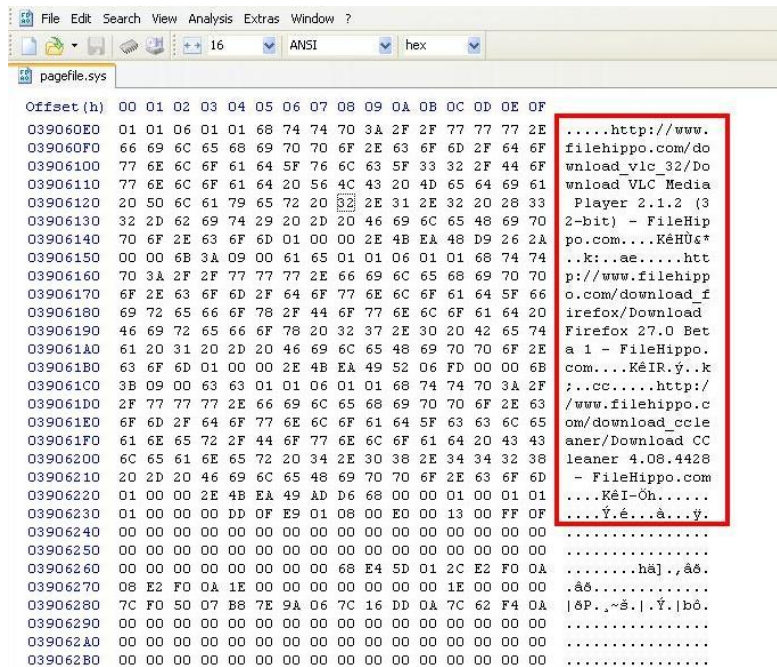 File Edit Search View Analysis Extras Window ?
16 ANSI hex
pagefile.sys
Offset(h) 00 01 02 03 04 05 06 07 08 09 0A 0B 0C 0D 0E 0F
039060E0 01 01 06 01 01 68 74 74 70 3A 2F 2F 77 77 77 2E .....http://www.
039060F0 66 69 6C 65 68 69 70 70 6F 2E 63 6F 6D 2F 64 6F filehippo.com/do
03906100 77 6E 6C 6F 61 64 5F 76 6C 63 5F 33 32 2F 44 6F wnload_vlc_32/Do
03906110 77 6E 6C 6F 61 64 20 56 4C 43 20 4D 65 64 69 61 wnload VLC Media
03906120 20 50 6C 61 79 65 72 20 32 2E 31 2E 32 20 28 33 Player 2.1.2 (3
03906130 32 2D 62 69 74 29 20 2D 20 46 69 6C 65 48 69 70 2-bit) - FileHip
03906140 70 6F 2E 63 6F 6D 01 00 00 2E 4B EA 48 D9 26 2A po.com....KêHÙ&*
03906150 00 00 6B 3A 09 00 61 65 01 01 06 01 01 68 74 74 ..k:..ae.....htt
03906160 70 3A 2F 2F 77 77 77 2E 66 69 6C 65 68 69 70 70 p://www.filehipp
03906170 6F 2E 63 6F 6D 2F 64 6F 77 6E 6C 6F 61 64 5F 66 o.com/download_f
03906180 69 72 65 66 6F 78 2F 44 6F 77 6E 6C 6F 61 64 20 irefox/Download
03906190 46 69 72 65 66 6F 78 20 32 37 2E 30 20 42 65 74 Firefox 27.0 Bet
039061A0 61 20 31 20 2D 20 46 69 6C 65 48 69 70 70 6F 2E a 1 - FileHippo.
039061B0 63 6F 6D 01 00 00 2E 4B EA 49 52 06 FD 00 00 6B com....KêIR.ý..k
039061C0 3B 09 00 63 63 01 01 06 01 01 68 74 74 70 3A 2F ;..cc.....http:/
039061D0 2F 77 77 77 2E 66 69 6C 65 68 69 70 70 6F 2E 63 /www.filehippo.c
039061E0 6F 6D 2F 64 6F 77 6E 6C 6F 61 64 5F 63 63 6C 65 om/download_ccle
039061F0 61 6E 65 72 2F 44 6F 77 6E 6C 6F 61 64 20 43 43 aner/Download CC
03906200 6C 65 61 6E 65 72 20 34 2E 30 38 2E 34 34 32 38 leaner 4.08.4428
03906210 20 2D 20 46 69 6C 65 48 69 70 70 6F 2E 63 6F 6D - FileHippo.com
03906220 01 00 00 2E 4B EA 49 AD D6 68 00 00 01 00 01 01 ....KêI-Öh......
03906230 01 00 00 00 DD 0F E9 01 08 00 E0 00 13 00 FF 0F ....Ý.é...à...ÿ.
03906240 00 00 00 00 00 00 00 00 00 00 00 00 00 00 00 00 ................
03906250 00 00 00 00 00 00 00 00 00 00 00 00 00 00 00 00 ................
03906260 00 00 00 00 00 00 00 00 68 E4 5D 01 2C E2 F0 0A ........hä].,âð.
03906270 08 E2 F0 0A 1E 00 00 00 00 00 00 00 1E 00 00 00 .âð.............
03906280 7C F0 50 07 B8 7E 9A 06 7C 16 DD 0A 7C 62 F4 0A |ðP.¸~š.|.Ý.|bô.
03906290 00 00 00 00 00 00 00 00 00 00 00 00 00 00 00 00 ................
039062A0 00 00 00 00 00 00 00 00 00 00 00 00 00 00 00 00 ................
039062B0 00 00 00 00 00 00 00 00 00 00 00 00 00 00 00 00 ................